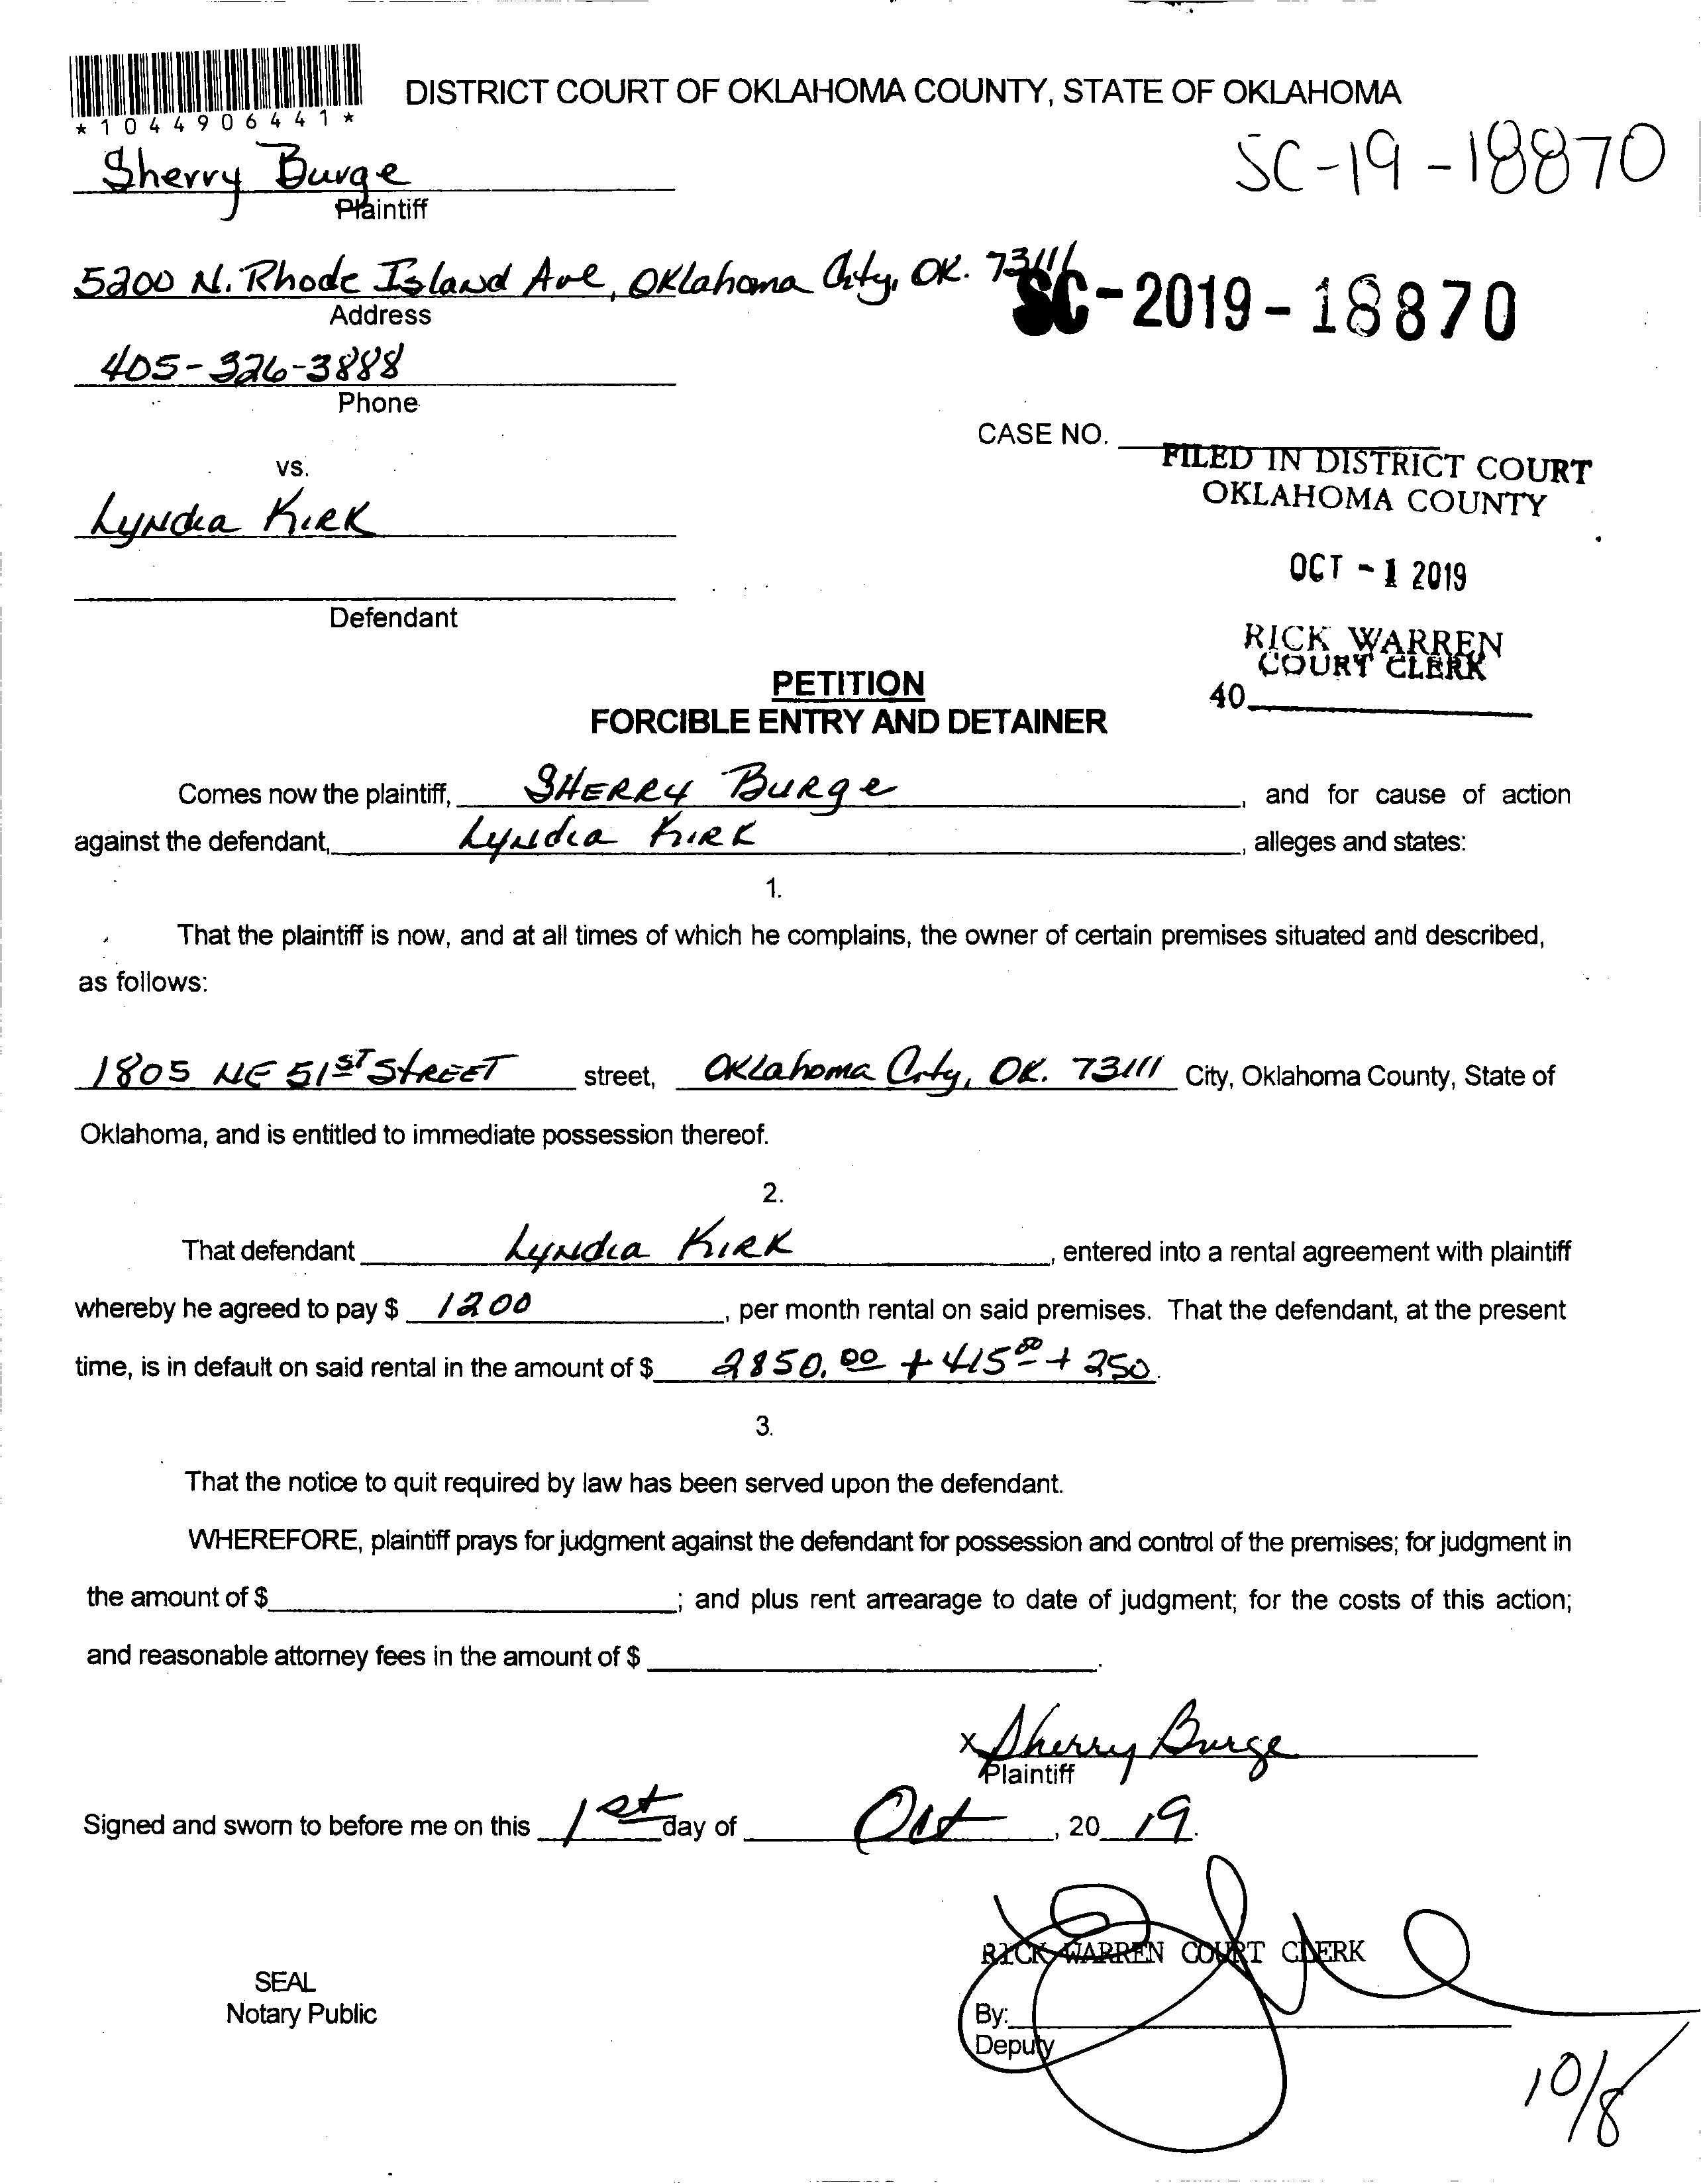 DISTRICT COURT OF OKLAHOMA COUNTY, STATE OF OKLAHOMA
*1044906441*
SC-19-18870
Sherry Burge
Plaintiff
5200 N. Rhode Island Ave, Oklahoma City, OK. 73111
SC-2019-18870
Address
405-326-3888
Phone
CASE NO.
FILED IN DISTRICT COURT
OKLAHOMA COUNTY
vs.
Lyndia Kirk
OCT - 1 2019
Defendant
RICK WARREN
COURT CLERK
40
PETITION
FORCIBLE ENTRY AND DETAINER
Comes now the plaintiff, SHERRY Burge, and for cause of action
against the defendant, Lyndia Kirk, alleges and states:
1.
That the plaintiff is now, and at all times of which he complains, the owner of certain premises situated and described,
as follows:
1805 NE 51ST STREET street, Oklahoma City, OK. 73111 City, Oklahoma County, State of
Oklahoma, and is entitled to immediate possession thereof.
2.
That defendant Lyndia Kirk, entered into a rental agreement with plaintiff
whereby he agreed to pay $ 1200, per month rental on said premises. That the defendant, at the present
time, is in default on said rental in the amount of $ 2850.00 + 415.00 + 250.
3.
That the notice to quit required by law has been served upon the defendant.
WHEREFORE, plaintiff prays for judgment against the defendant for possession and control of the premises; for judgment in
the amount of $ ; and plus rent arrearage to date of judgment; for the costs of this action;
and reasonable attorney fees in the amount of $ .
x Sherry Burge
Plaintiff
Signed and sworn to before me on this 1st day of Oct, 20 19.
RICK WARREN COURT CLERK
SEAL
Notary Public
By:
Deputy
10/8